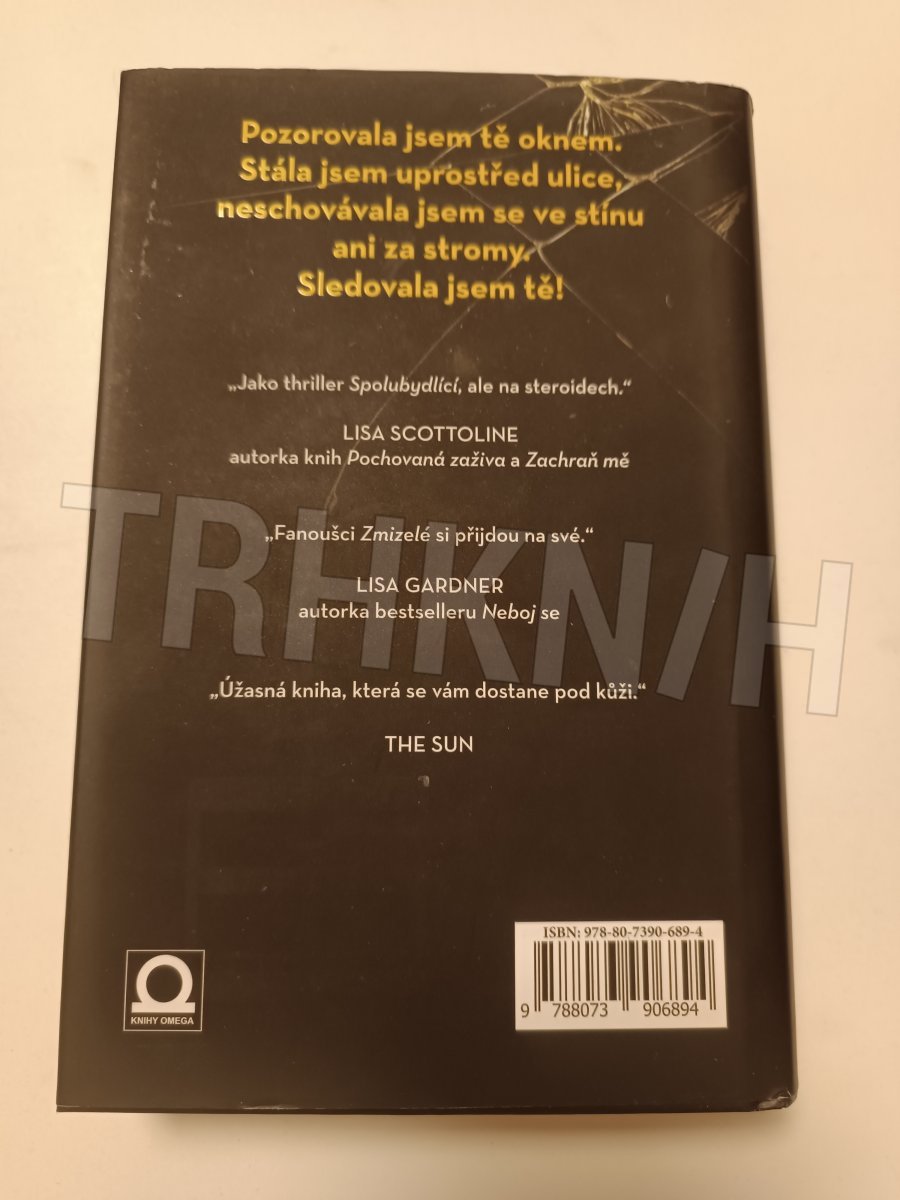 Pozorovala jsem tě oknem.
Stála jsem uprostřed ulice,
neschovávala jsem se ve stínu
ani za stromy.
Sledovala jsem tě!
„Jako thriller Spolubydlící, ale na steroidech.“
LISA SCOTTOLINE
autorka knih Pochovaná zaživa a Zachraň mě
„Fanoušci Zmizelé si přijdou na své.“
LISA GARDNER
autorka bestselleru Neboj se
TRHKN/H
„Úžasná kniha, která se vám dostane pod kůži.“
THE SUN
ISBN: 978-80-7390-689-4
9 788073 906894
KNIHY OMEGA